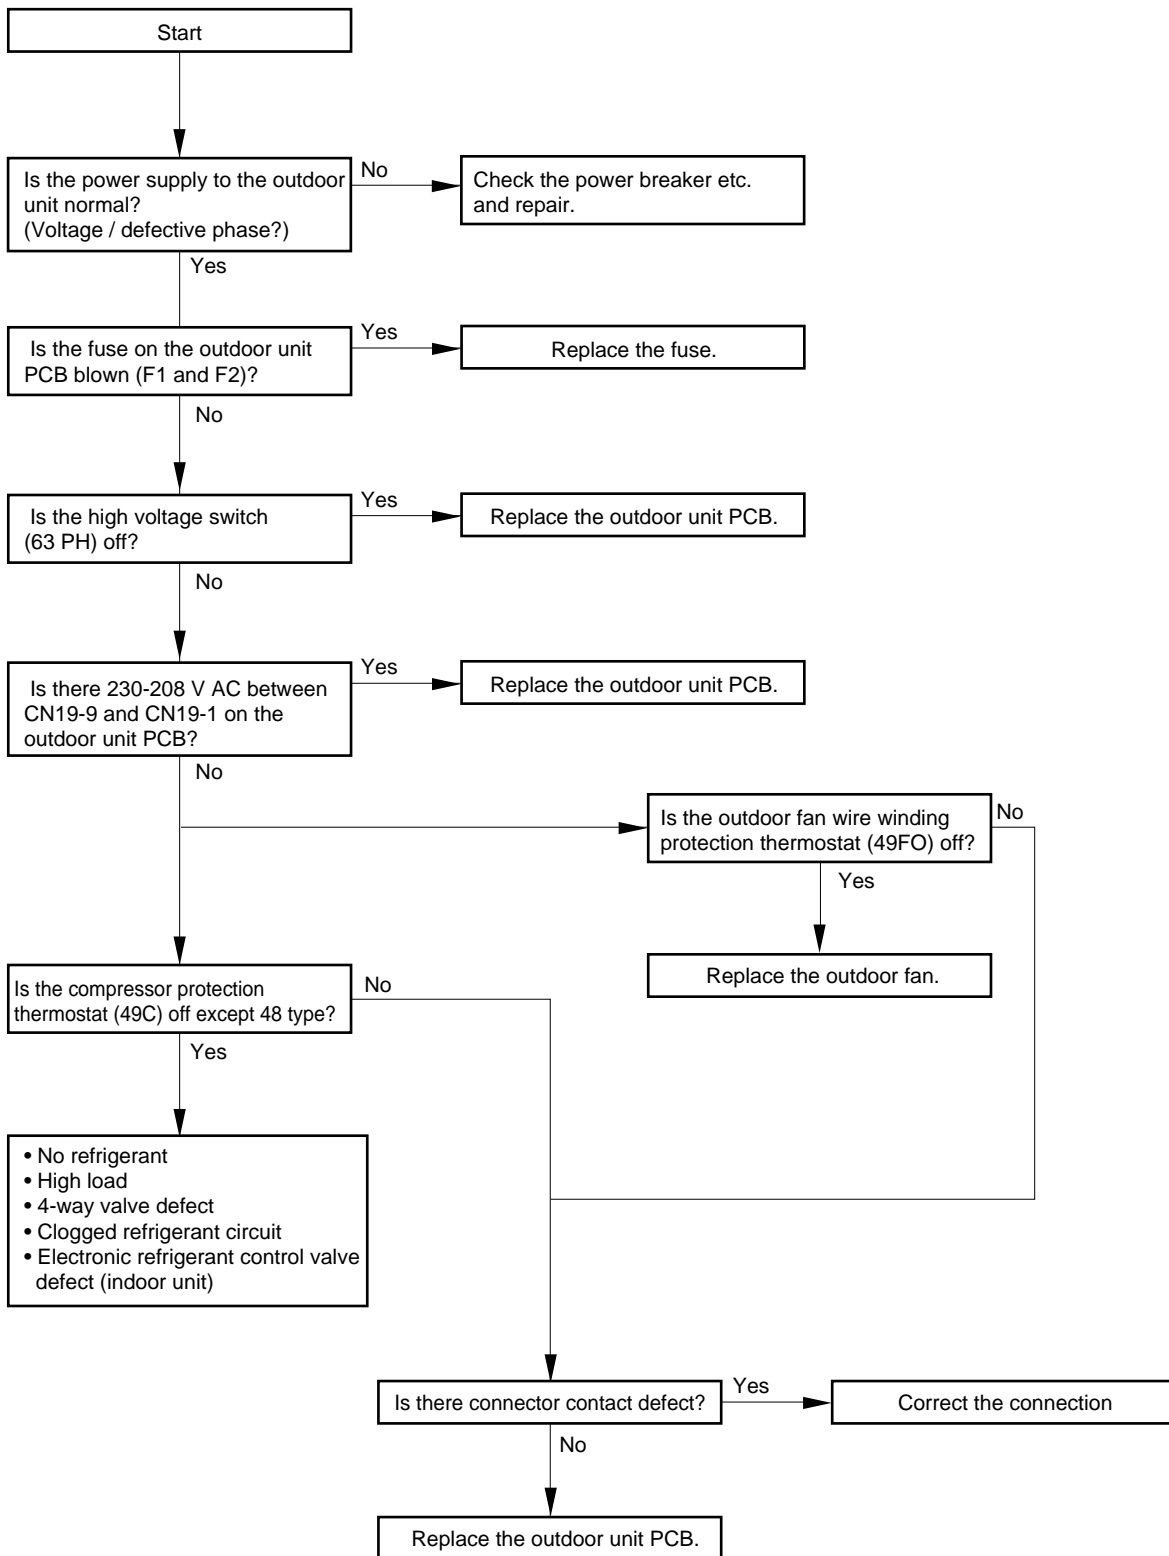 Start
Is the power supply to the outdoor
unit normal?
(Voltage / defective phase?)
No
Check the power breaker etc.
and repair.
Yes
Is the fuse on the outdoor unit
PCB blown (F1 and F2)?
Yes
Replace the fuse.
No
Is the high voltage switch
(63 PH) off?
Yes
Replace the outdoor unit PCB.
No
Is there 230-208 V AC between
CN19-9 and CN19-1 on the
outdoor unit PCB?
Yes
Replace the outdoor unit PCB.
No
Is the outdoor fan wire winding
protection thermostat (49FO) off?
No
Yes
Replace the outdoor fan.
Is the compressor protection
thermostat (49C) off except 48 type?
No
Yes
• No refrigerant
• High load
• 4-way valve defect
• Clogged refrigerant circuit
• Electronic refrigerant control valve
defect (indoor unit)
Is there connector contact defect?
Yes
Correct the connection
No
Replace the outdoor unit PCB.